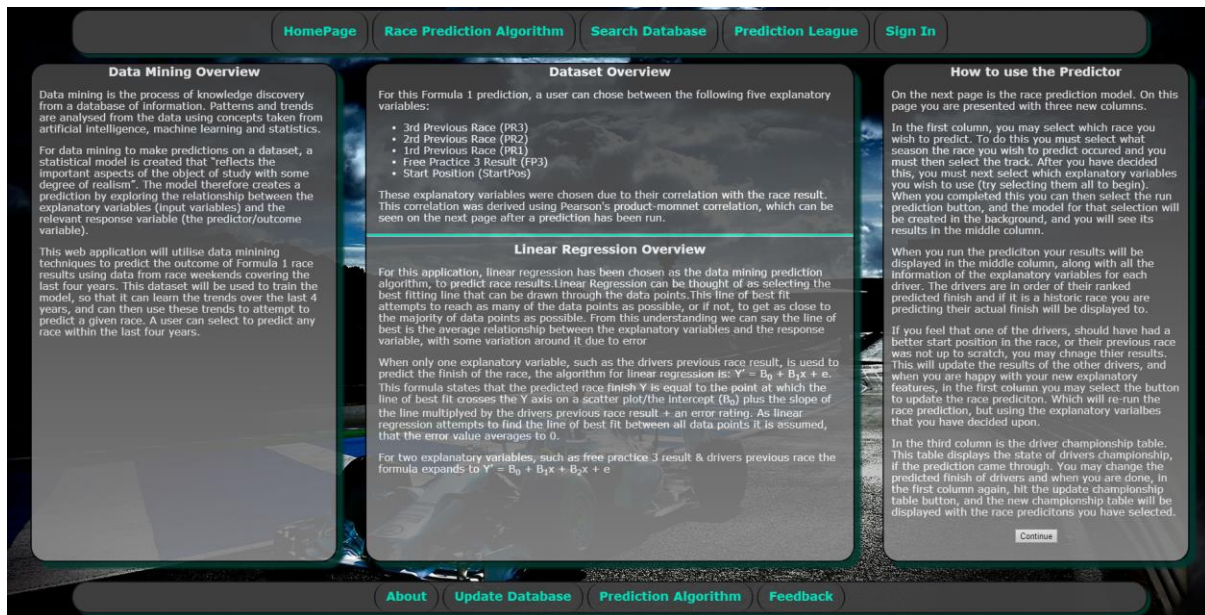 HomePage Race Prediction Algorithm Search Database Prediction League Sign In
Data Mining Overview
Data mining is the process of knowledge discovery
from a database of information. Patterns and trends
are analysed from the data using concepts taken from
artificial intelligence, machine learning and statistics.
For data mining to make predictions on a dataset, a
statistical model is created that "reflects the
important aspects of the object of study with some
degree of realism". The model therefore creates a
prediction by exploring the relationship between the
explanatory variables (input variables) and the
relevant response variable (the predictor/outcome
variable).
This web application will utilise data minining
techniques to predict the outcome of Formula 1 race
results using data from race weekends covering the
last four years. This dataset will be used to train the
model, so that it can learn the trends over the last 4
years, and can then use these trends to attempt to
predict a given race. A user can select to predict any
race within the last four years.
Dataset Overview
For this Formula 1 prediction, a user can chose between the following five explanatory
variables:
• 3rd Previous Race (PR3)
• 2rd Previous Race (PR2)
• 1rd Previous Race (PR1)
• Free Practice 3 Result (FP3)
• Start Position (StartPos)
These explanatory variables were chosen due to their correlation with the race result.
This correlation was derived using Pearson's product-momnet correlation, which can be
seen on the next page after a prediction has been run.
Linear Regression Overview
For this application, linear regression has been chosen as the data mining prediction
algorithm, to predict race results.Linear Regression can be thought of as selecting the
best fitting line that can be drawn through the data points.This line of best fit
attempts to reach as many of the data points as possible, or if not, to get as close to
the majority of data points as possible. From this understanding we can say the line of
best is the average relationship between the explanatory variables and the response
variable, with some variation around it due to error
When only one explanatory variable, such as the drivers previous race result, is uesd to
predict the finish of the race, the algorithm for linear regression is: Y' = B₀ + B₁x + e.
This formula states that the predicted race finish Y is equal to the point at which the
line of best fit crosses the Y axis on a scatter plot/the intercept (B₀) plus the slope of
the line multiplyed by the drivers previous race result + an error rating. As linear
regression attempts to find the line of best fit between all data points it is assumed,
that the error value averages to 0.
For two explanatory variables, such as free practice 3 result & drivers previous race the
formula expands to Y' = B₀ + B₁x + B₂x + e
How to use the Predictor
On the next page is the race prediction model. On this
page you are presented with three new columns.
In the first column, you may select which race you
wish to predict. To do this you must select what
season the race you wish to predict occured and you
must then select the track. After you have decided
this, you must next select which explanatory variables
you wish to use (try selecting them all to begin).
When you completed this you can then select the run
prediction button, and the model for that selection will
be created in the background, and you will see its
results in the middle column.
When you run the prediciton your results will be
displayed in the middle column, along with all the
information of the explanatory variables for each
driver. The drivers are in order of their ranked
predicted finish and if it is a historic race you are
predicting their actual finish will be displayed to.
If you feel that one of the drivers, should have had a
better start position in the race, or their previous race
was not up to scratch, you may chnage thier results.
This will update the results of the other drivers, and
when you are happy with your new explanatory
features, in the first column you may select the button
to update the race prediciton. Which will re-run the
race prediction, but using the explanatory varialbes
that you have decided upon.
In the third column is the driver championship table.
This table displays the state of drivers championship,
if the prediction came through. You may change the
predicted finish of drivers and when you are done, in
the first column again, hit the update championship
table button, and the new championship table will be
displayed with the race predicitons you have selected.
Continue
About Update Database Prediction Algorithm Feedback